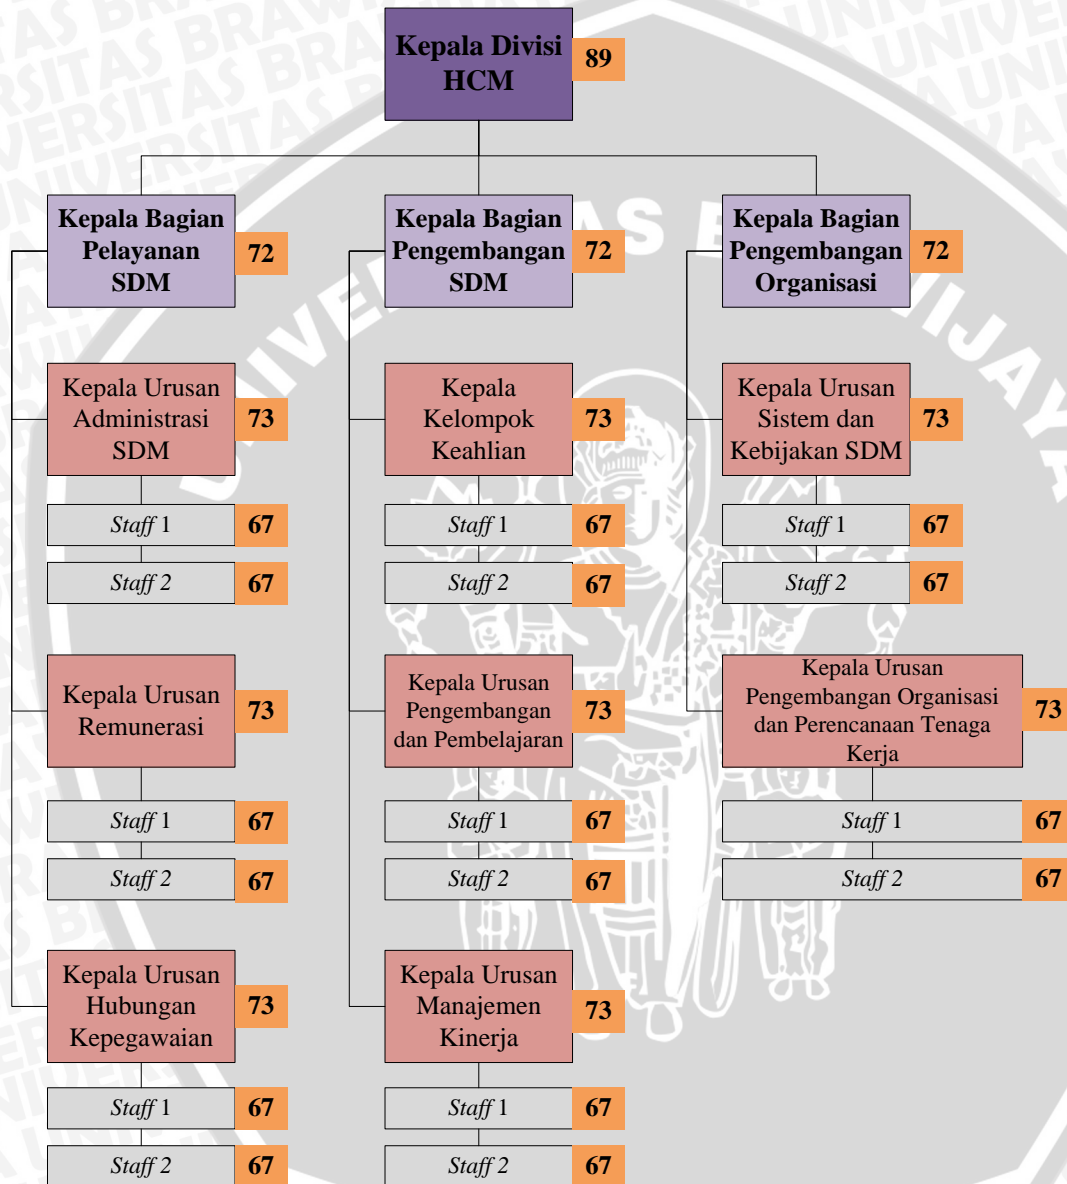 Kepala Divisi
HCM
89
Kepala Bagian
Pelayanan
SDM
72
Kepala Bagian
Pengembangan
SDM
72
Kepala Bagian
Pengembangan
Organisasi
72
Kepala Urusan
Administrasi
SDM
73
Kepala
Kelompok
Keahlian
73
Kepala Urusan
Sistem dan
Kebijakan SDM
73
Staff 1
67
Staff 1
67
Staff 1
67
Staff 2
67
Staff 2
67
Staff 2
67
Kepala Urusan
Remunerasi
73
Kepala Urusan
Pengembangan
dan Pembelajaran
73
Kepala Urusan
Pengembangan Organisasi
dan Perencanaan Tenaga
Kerja
73
Staff 1
67
Staff 1
67
Staff 1
67
Staff 2
67
Staff 2
67
Staff 2
67
Kepala Urusan
Hubungan
Kepegawaian
73
Kepala Urusan
Manajemen
Kinerja
73
Staff 1
67
Staff 1
67
Staff 2
67
Staff 2
67